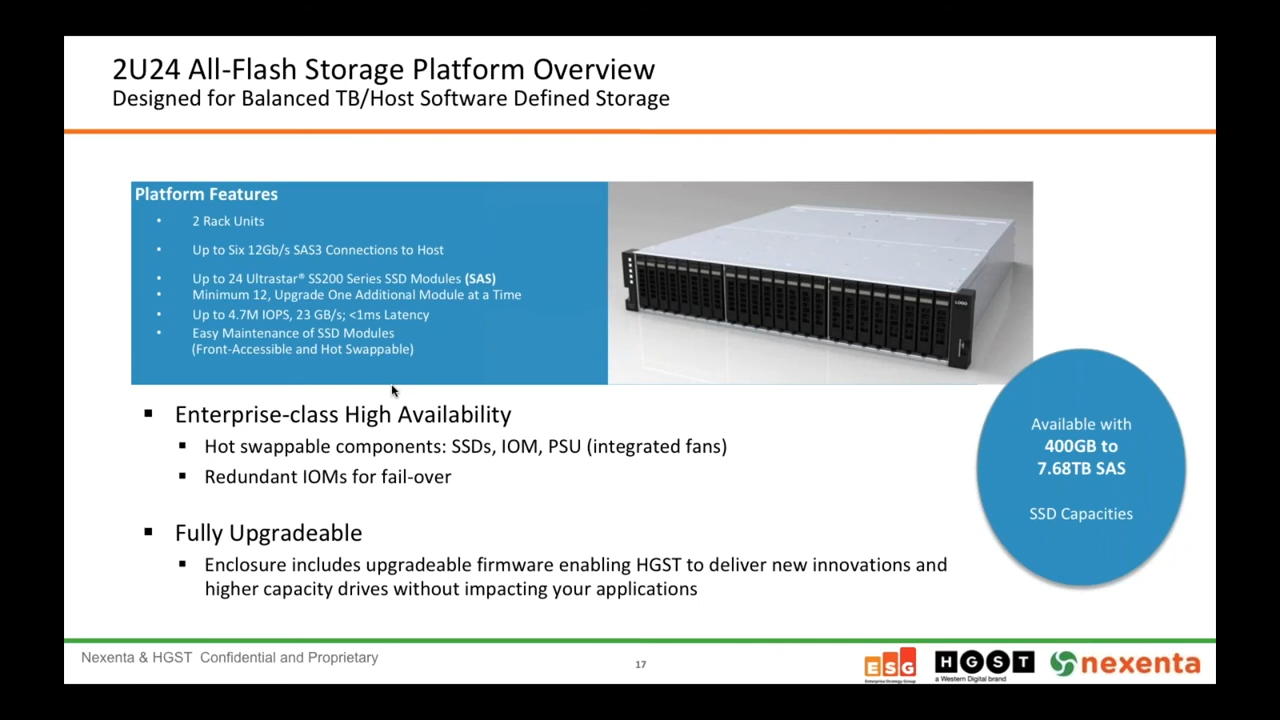 2U24 All-Flash Storage Platform Overview
Designed for Balanced TB/Host Software Defined Storage
Platform Features
• 2 Rack Units
• Up to Six 12Gb/s SAS3 Connections to Host
• Up to 24 Ultrastar® SS200 Series SSD Modules (SAS)
• Minimum 12, Upgrade One Additional Module at a Time
• Up to 4.7M IOPS, 23 GB/s; <1ms Latency
• Easy Maintenance of SSD Modules
(Front-Accessible and Hot Swappable)
LOGO
▪ Enterprise-class High Availability
▪ Hot swappable components: SSDs, IOM, PSU (integrated fans)
▪ Redundant IOMs for fail-over
▪ Fully Upgradeable
▪ Enclosure includes upgradeable firmware enabling HGST to deliver new innovations and
higher capacity drives without impacting your applications
Available with
400GB to
7.68TB SAS
SSD Capacities
Nexenta & HGST Confidential and Proprietary
17
ESG
Enterprise Strategy Group
HGST
a Western Digital brand
nexenta